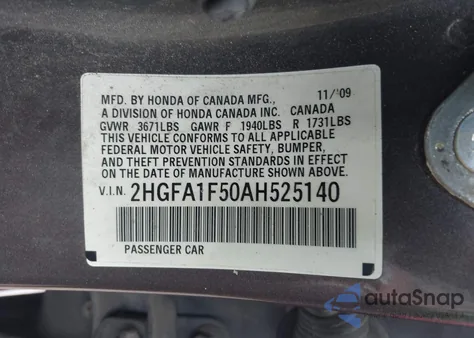 MFD. BY HONDA OF CANADA MFG., 11/'09
A DIVISION OF HONDA CANADA INC. CANADA
GVWR 3671LBS GAWR F 1940LBS R 1731LBS
THIS VEHICLE CONFORMS TO ALL APPLICABLE
FEDERAL MOTOR VEHICLE SAFETY, BUMPER,
AND THEFT PREVENTION STANDARDS IN EFFECT
ON THE DATE OF MANUFACTURE SHOWN ABOVE.
V.I.N. 2HGFA1F50AH525140
PASSENGER CAR
autoSnap